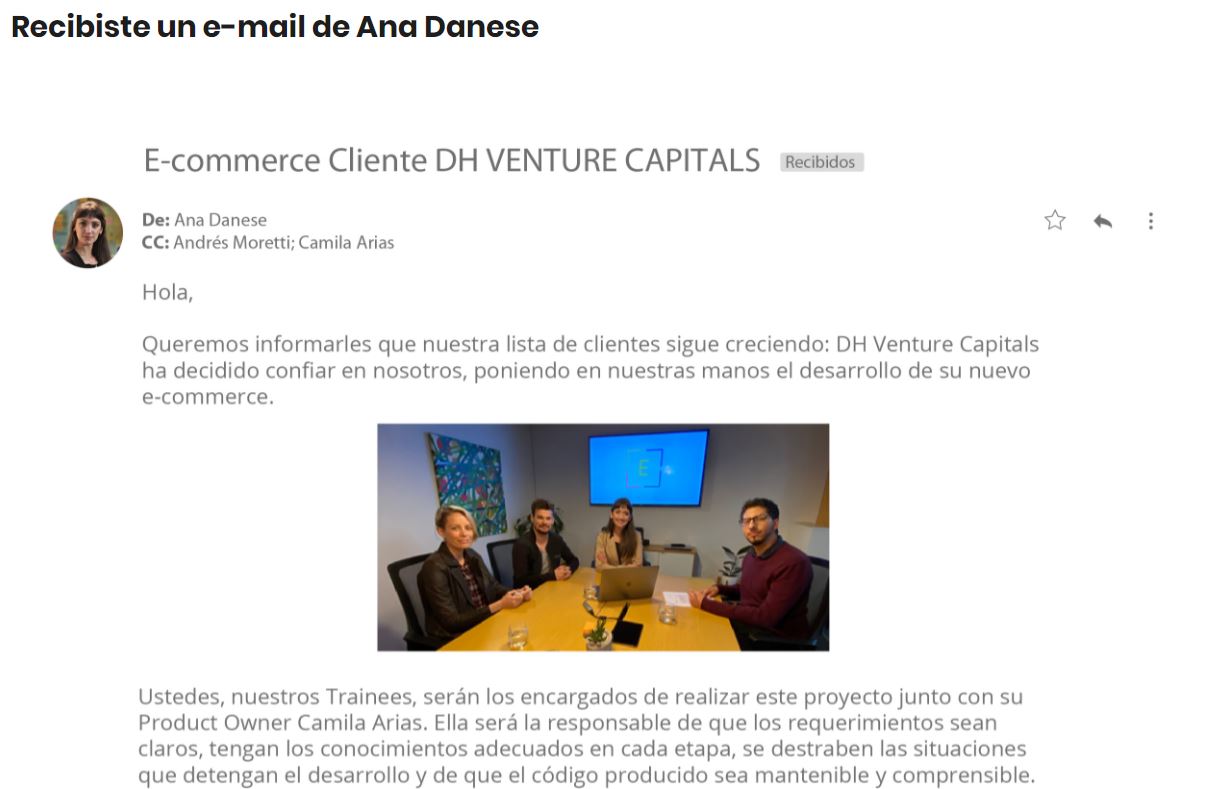 Recibiste un e-mail de Ana Danese
E-commerce Cliente DH VENTURE CAPITALS Recibidos
De: Ana Danese
CC: Andrés Moretti; Camila Arias
Hola,
Queremos informarles que nuestra lista de clientes sigue creciendo: DH Venture Capitals
ha decidido confiar en nosotros, poniendo en nuestras manos el desarrollo de su nuevo
e-commerce.
E
Ustedes, nuestros Trainees, serán los encargados de realizar este proyecto junto con su
Product Owner Camila Arias. Ella será la responsable de que los requerimientos sean
claros, tengan los conocimientos adecuados en cada etapa, se destraben las situaciones
que detengan el desarrollo y de que el código producido sea mantenible y comprensible.